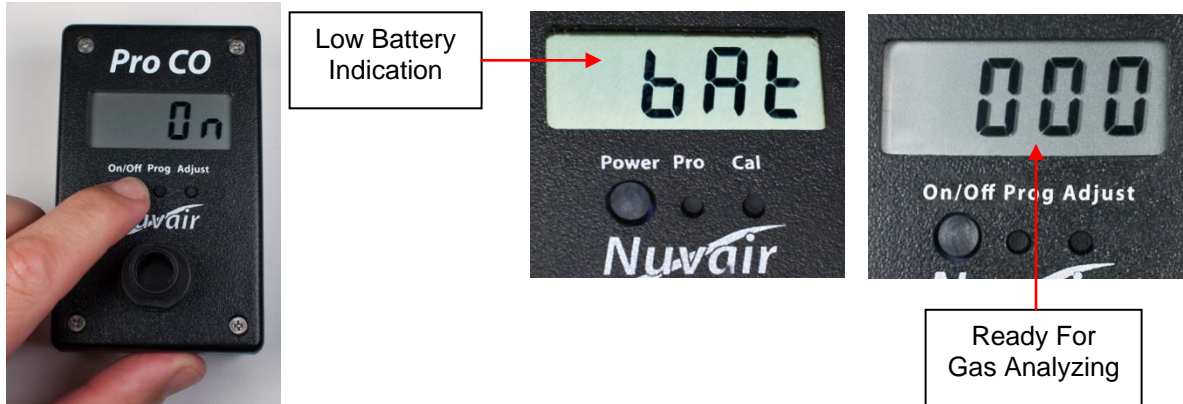 Pro CO
On
On/Off Prog Adjust
Nuvair
Low Battery
Indication
bAt
Power Pro Cal
Nuvair
000
On/Off Prog Adjust
Ready For
Gas Analyzing